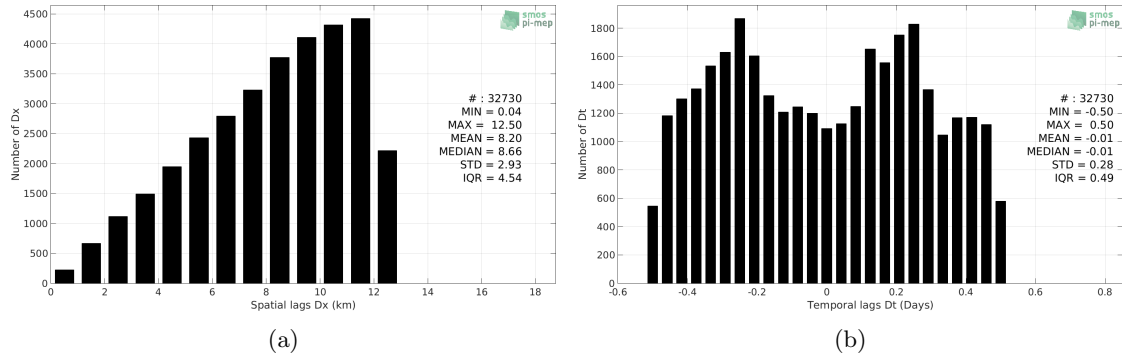 4500
4000
3500
3000
2500
2000
1500
1000
500
0
Number of Dx
smos
pi-mep
# : 32730
MIN = 0.04
MAX = 12.50
MEAN = 8.20
MEDIAN = 8.66
STD = 2.93
IQR = 4.54
0 2 4 6 8 10 12 14 16 18
Spatial lags Dx (km)
(a)
1800
1600
1400
1200
1000
800
600
400
200
0
Number of Dt
smos
pi-mep
# : 32730
MIN = -0.50
MAX = 0.50
MEAN = -0.01
MEDIAN = -0.01
STD = 0.28
IQR = 0.49
-0.6 -0.4 -0.2 0 0.2 0.4 0.6 0.8
Temporal lags Dt (Days)
(b)